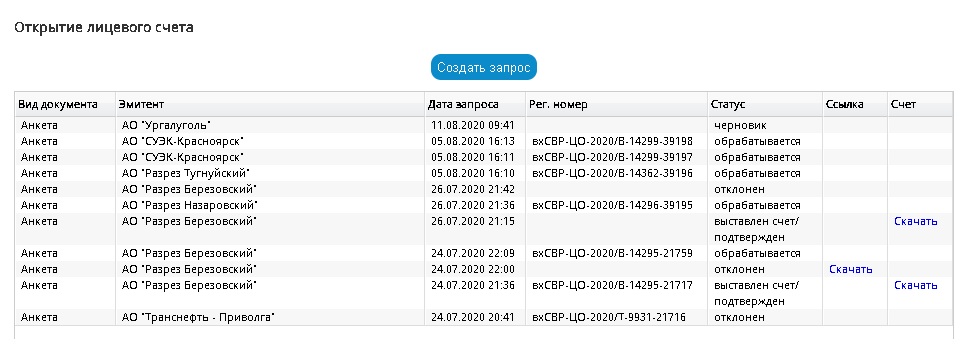 Открытие лицевого счета
Создать запрос
Вид документа Эмитент Дата запроса Рег. номер Статус Ссылка Счет
Анкета АО "Ургалуголь" 11.08.2020 09:41 черновик
Анкета АО "СУЭК-Красноярск" 05.08.2020 16:13 вхСВР-ЦО-2020/В-14299-39198 обрабатывается
Анкета АО "СУЭК-Красноярск" 05.08.2020 16:11 вхСВР-ЦО-2020/В-14299-39197 обрабатывается
Анкета АО "Разрез Тугнуйский" 05.08.2020 16:10 вхСВР-ЦО-2020/В-14362-39196 обрабатывается
Анкета АО "Разрез Березовский" 26.07.2020 21:42 отклонен
Анкета АО "Разрез Назаровский" 26.07.2020 21:36 вхСВР-ЦО-2020/В-14296-39195 обрабатывается
Анкета АО "Разрез Березовский" 26.07.2020 21:15 выставлен счет/ Скачать
подтвержден
Анкета АО "Разрез Березовский" 24.07.2020 22:09 вхСВР-ЦО-2020/В-14295-21759 обрабатывается
Анкета АО "Разрез Березовский" 24.07.2020 22:00 отклонен Скачать
Анкета АО "Разрез Березовский" 24.07.2020 21:36 вхСВР-ЦО-2020/В-14295-21717 выставлен счет/ Скачать
подтвержден
Анкета АО "Транснефть - Приволга" 24.07.2020 20:41 вхСВР-ЦО-2020/Т-9931-21716 отклонен